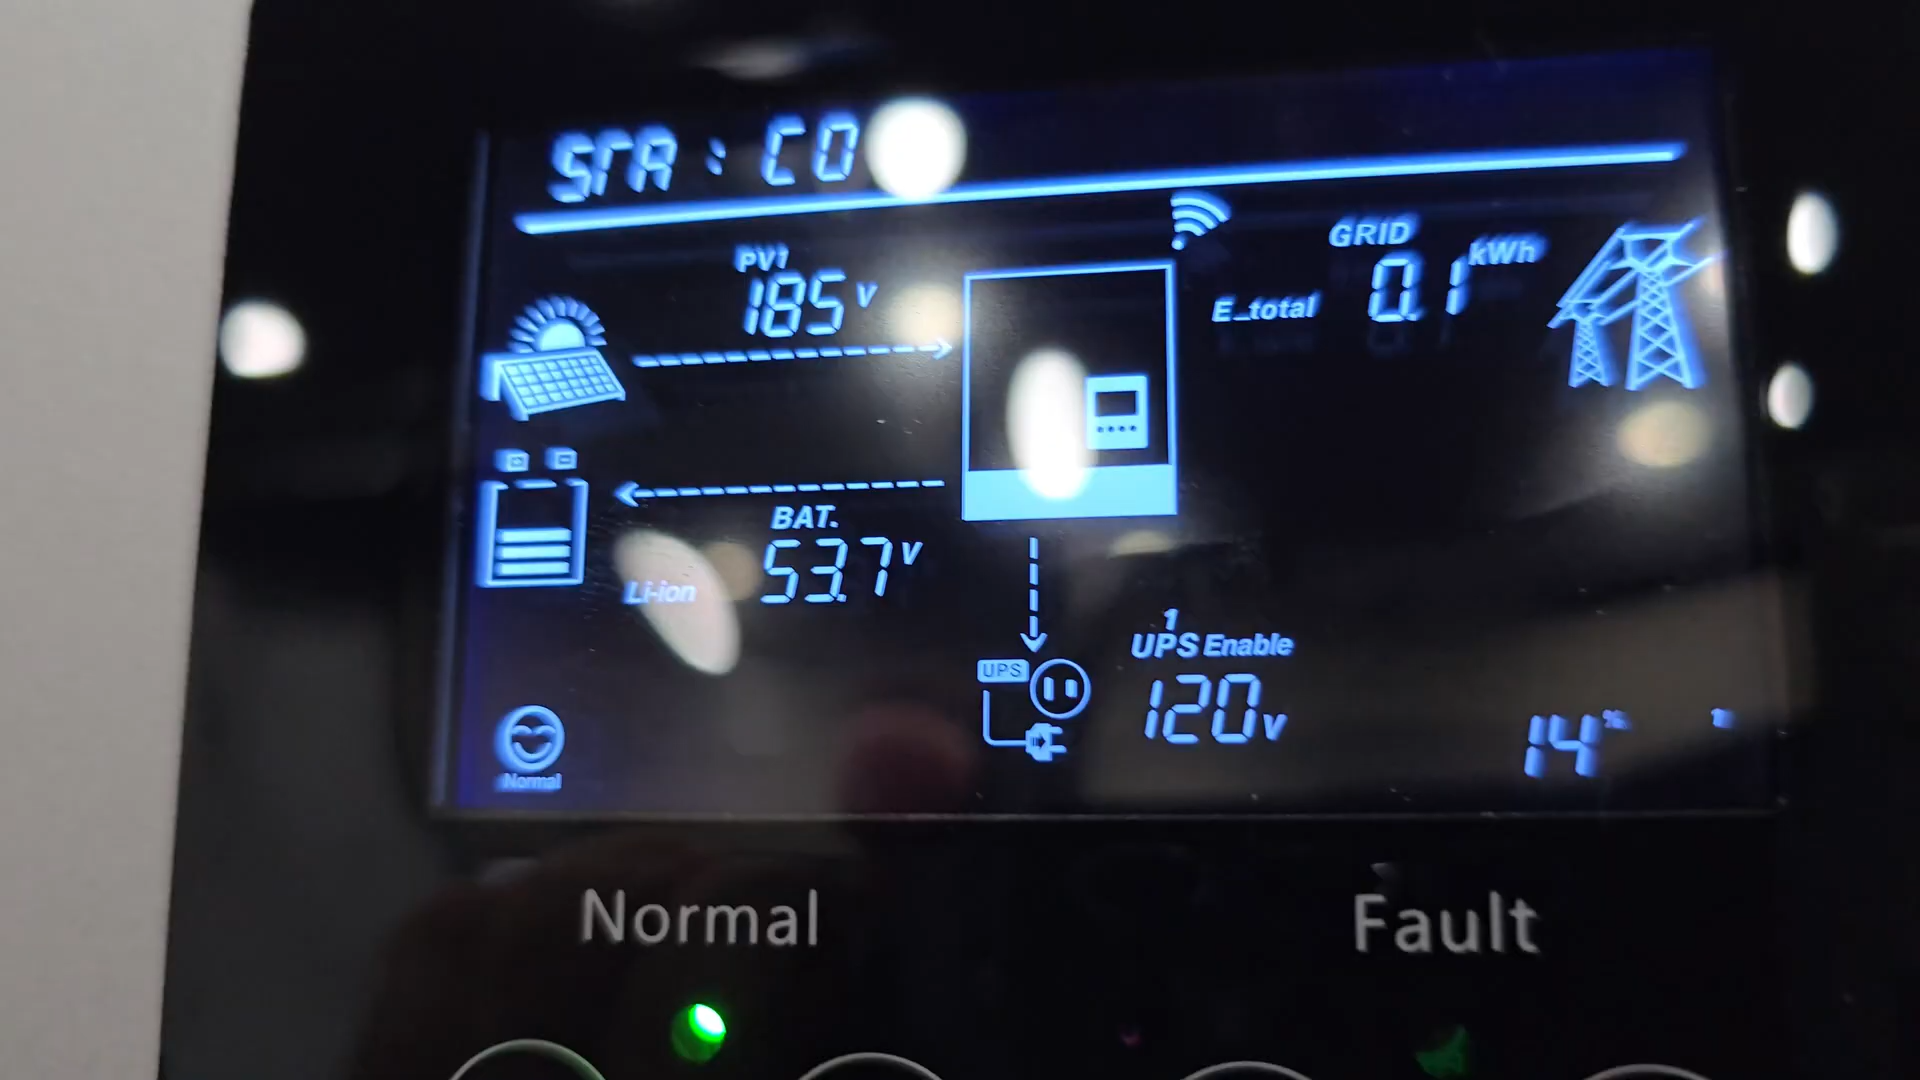 STA : C0
PV1
185 V
GRID
E_total 0.1 kWh
BAT.
Li-ion 53.7 V
1
UPS Enable
UPS
120 V
14 %
Normal
Normal
Fault